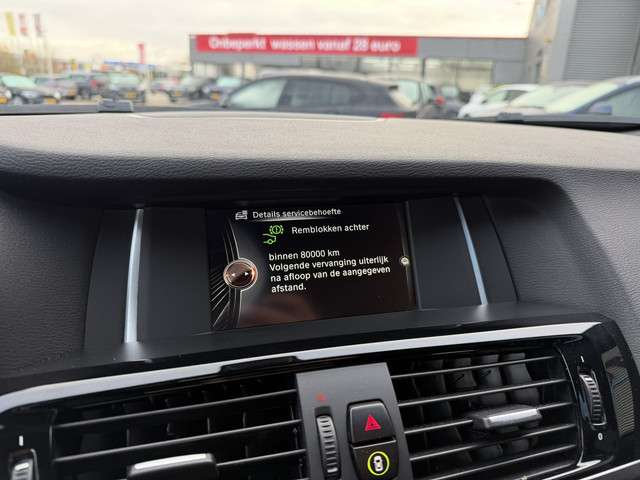 Onbeperkt wassen vanaf 28 euro
Details servicebehoefte
Remblokken achter
binnen 80000 km
Volgende vervanging uiterlijk
na afloop van de aangegeven
afstand.
0